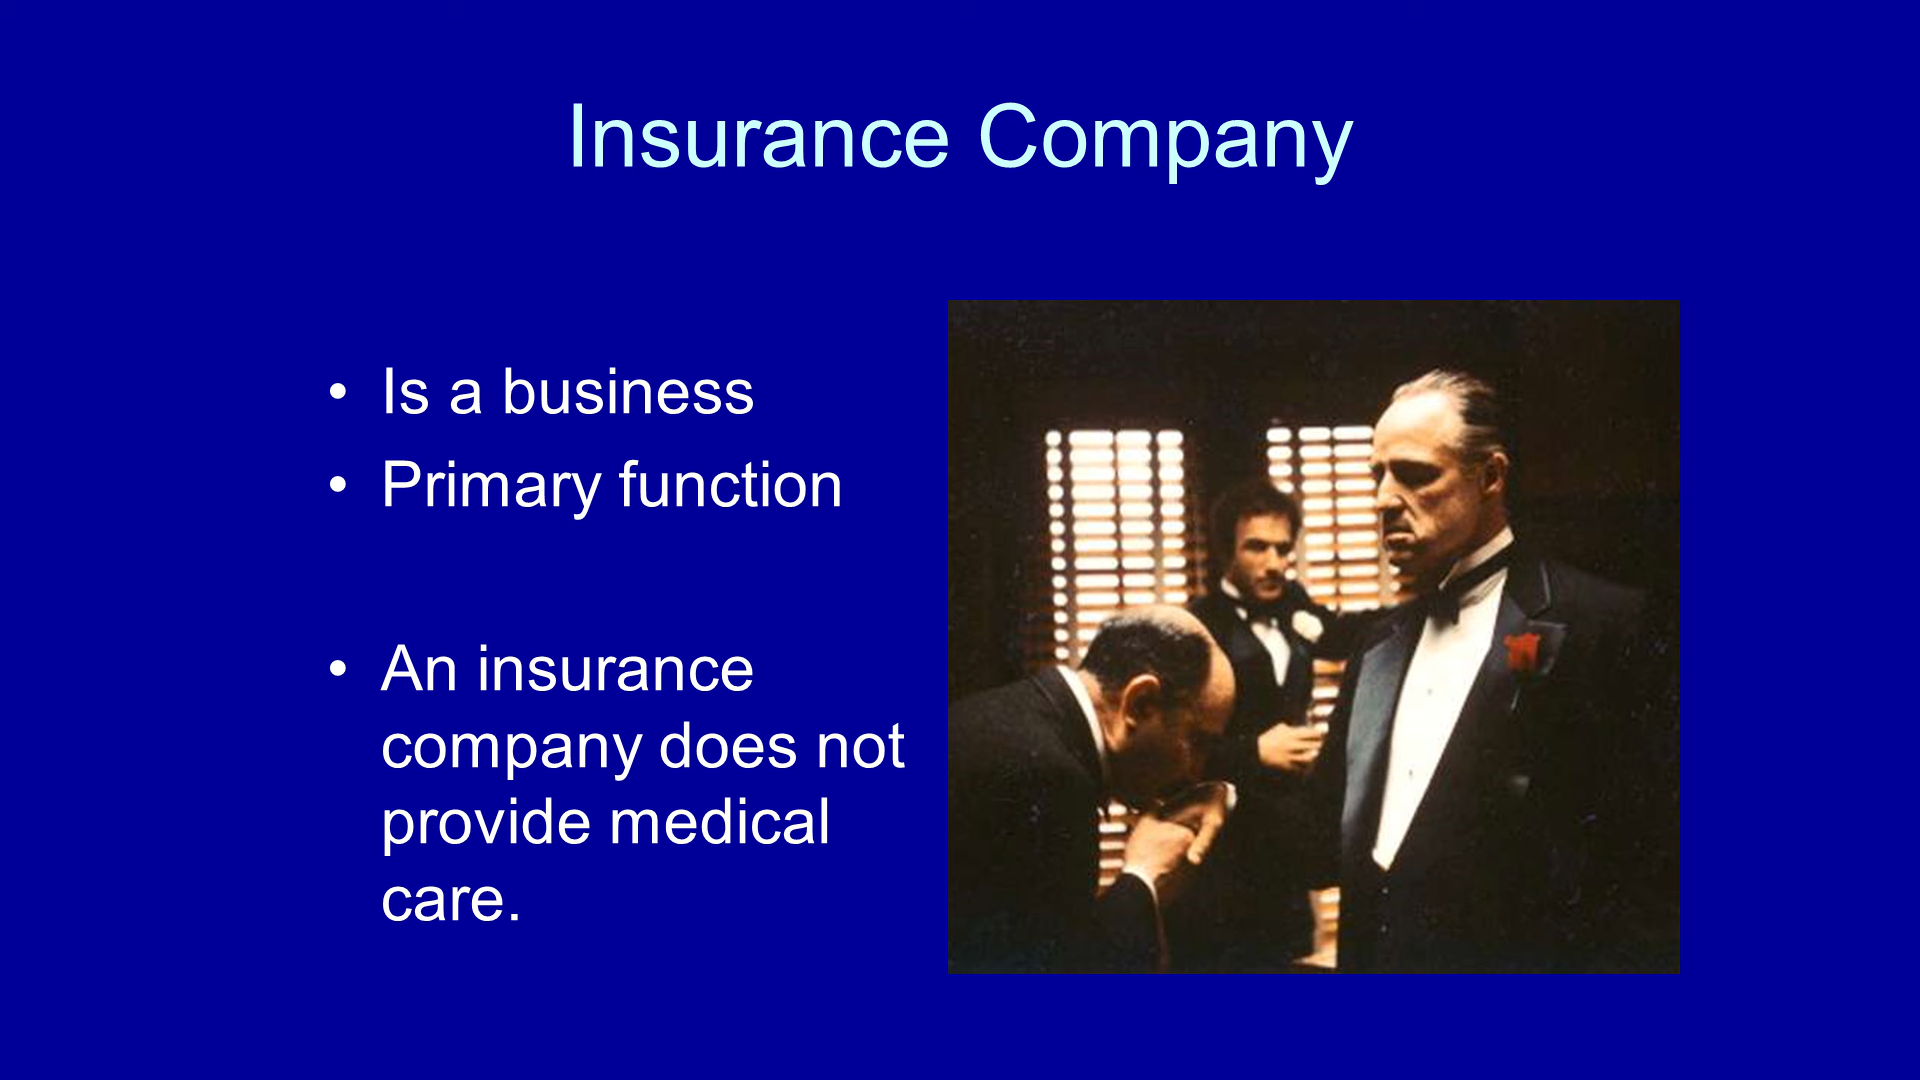 Insurance Company
• Is a business
• Primary function
• An insurance
company does not
provide medical
care.